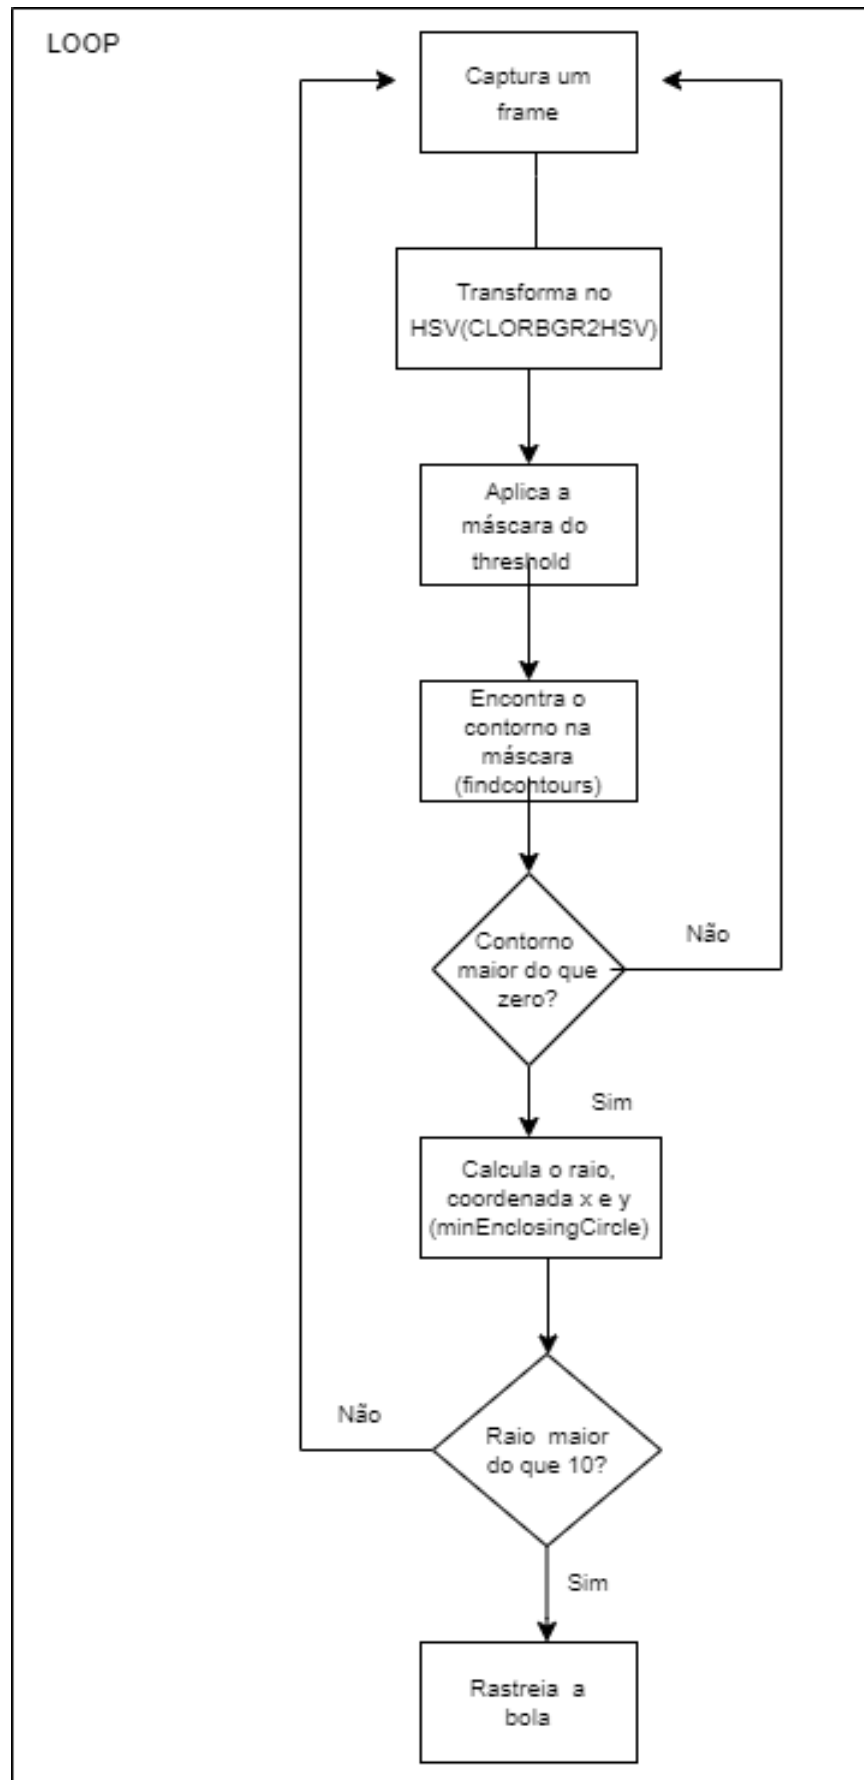 LOOP
Captura um
frame
Transforma no
HSV(CLORBGR2HSV)
Aplica a
máscara do
threshold
Encontra o
contorno na
máscara
(findcontours)
Contorno
maior do que
zero?
Não
Sim
Calcula o raio,
coordenada x e y
(minEnclosingCircle)
Não
Raio maior
do que 10?
Sim
Rastreia a
bola